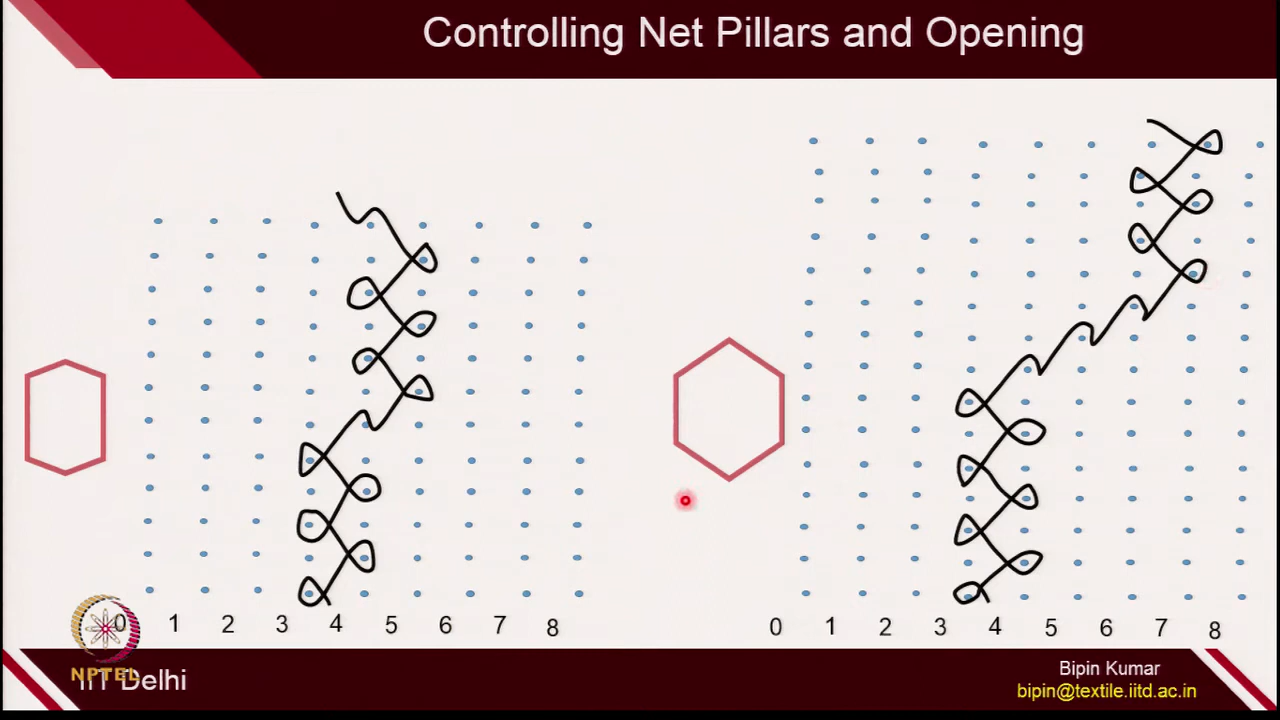 Controlling Net Pillars and Opening
0 1 2 3 4 5 6 7 8
0 1 2 3 4 5 6 7 8
NPTEL
IIT Delhi
Bipin Kumar
bipin@textile.iitd.ac.in